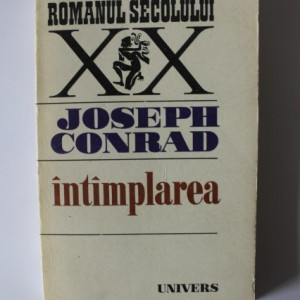 ROMANUL SECOLULUI
XX
JOSEPH
CONRAD
întîmplarea
UNIVERS